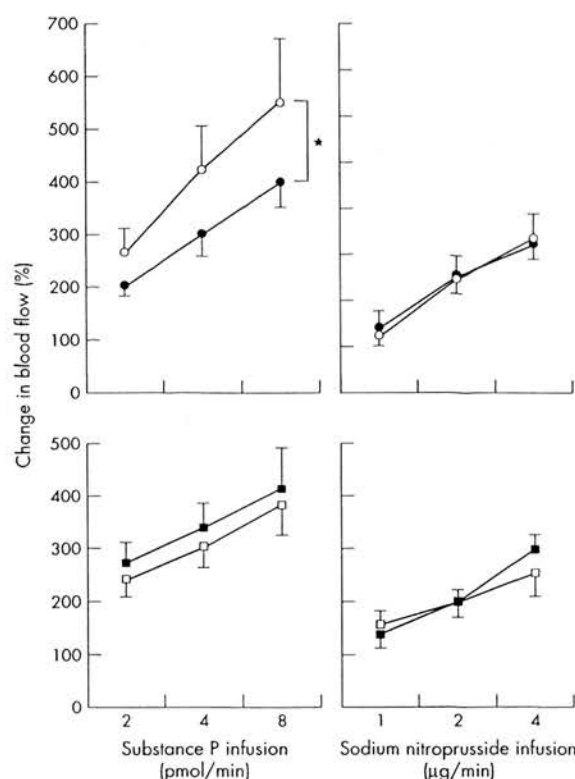 700
600
500
400
300
200
100
0
★
Change in blood flow (%)
500
400
300
200
100
0
2 4 8
1 2 4
Substance P infusion
(pmol/min)
Sodium nitroprusside infusion
(μg/min)